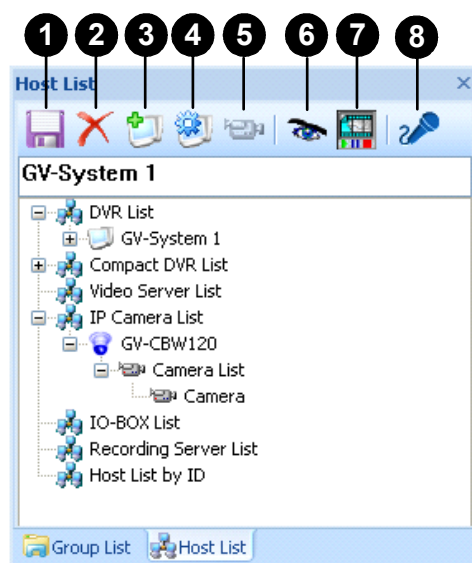 1 2 3 4 5 6 7 8
Host List
GV-System 1
DVR List
GV-System 1
Compact DVR List
Video Server List
IP Camera List
GV-CBW120
Camera List
Camera
IO-BOX List
Recording Server List
Host List by ID
Group List Host List